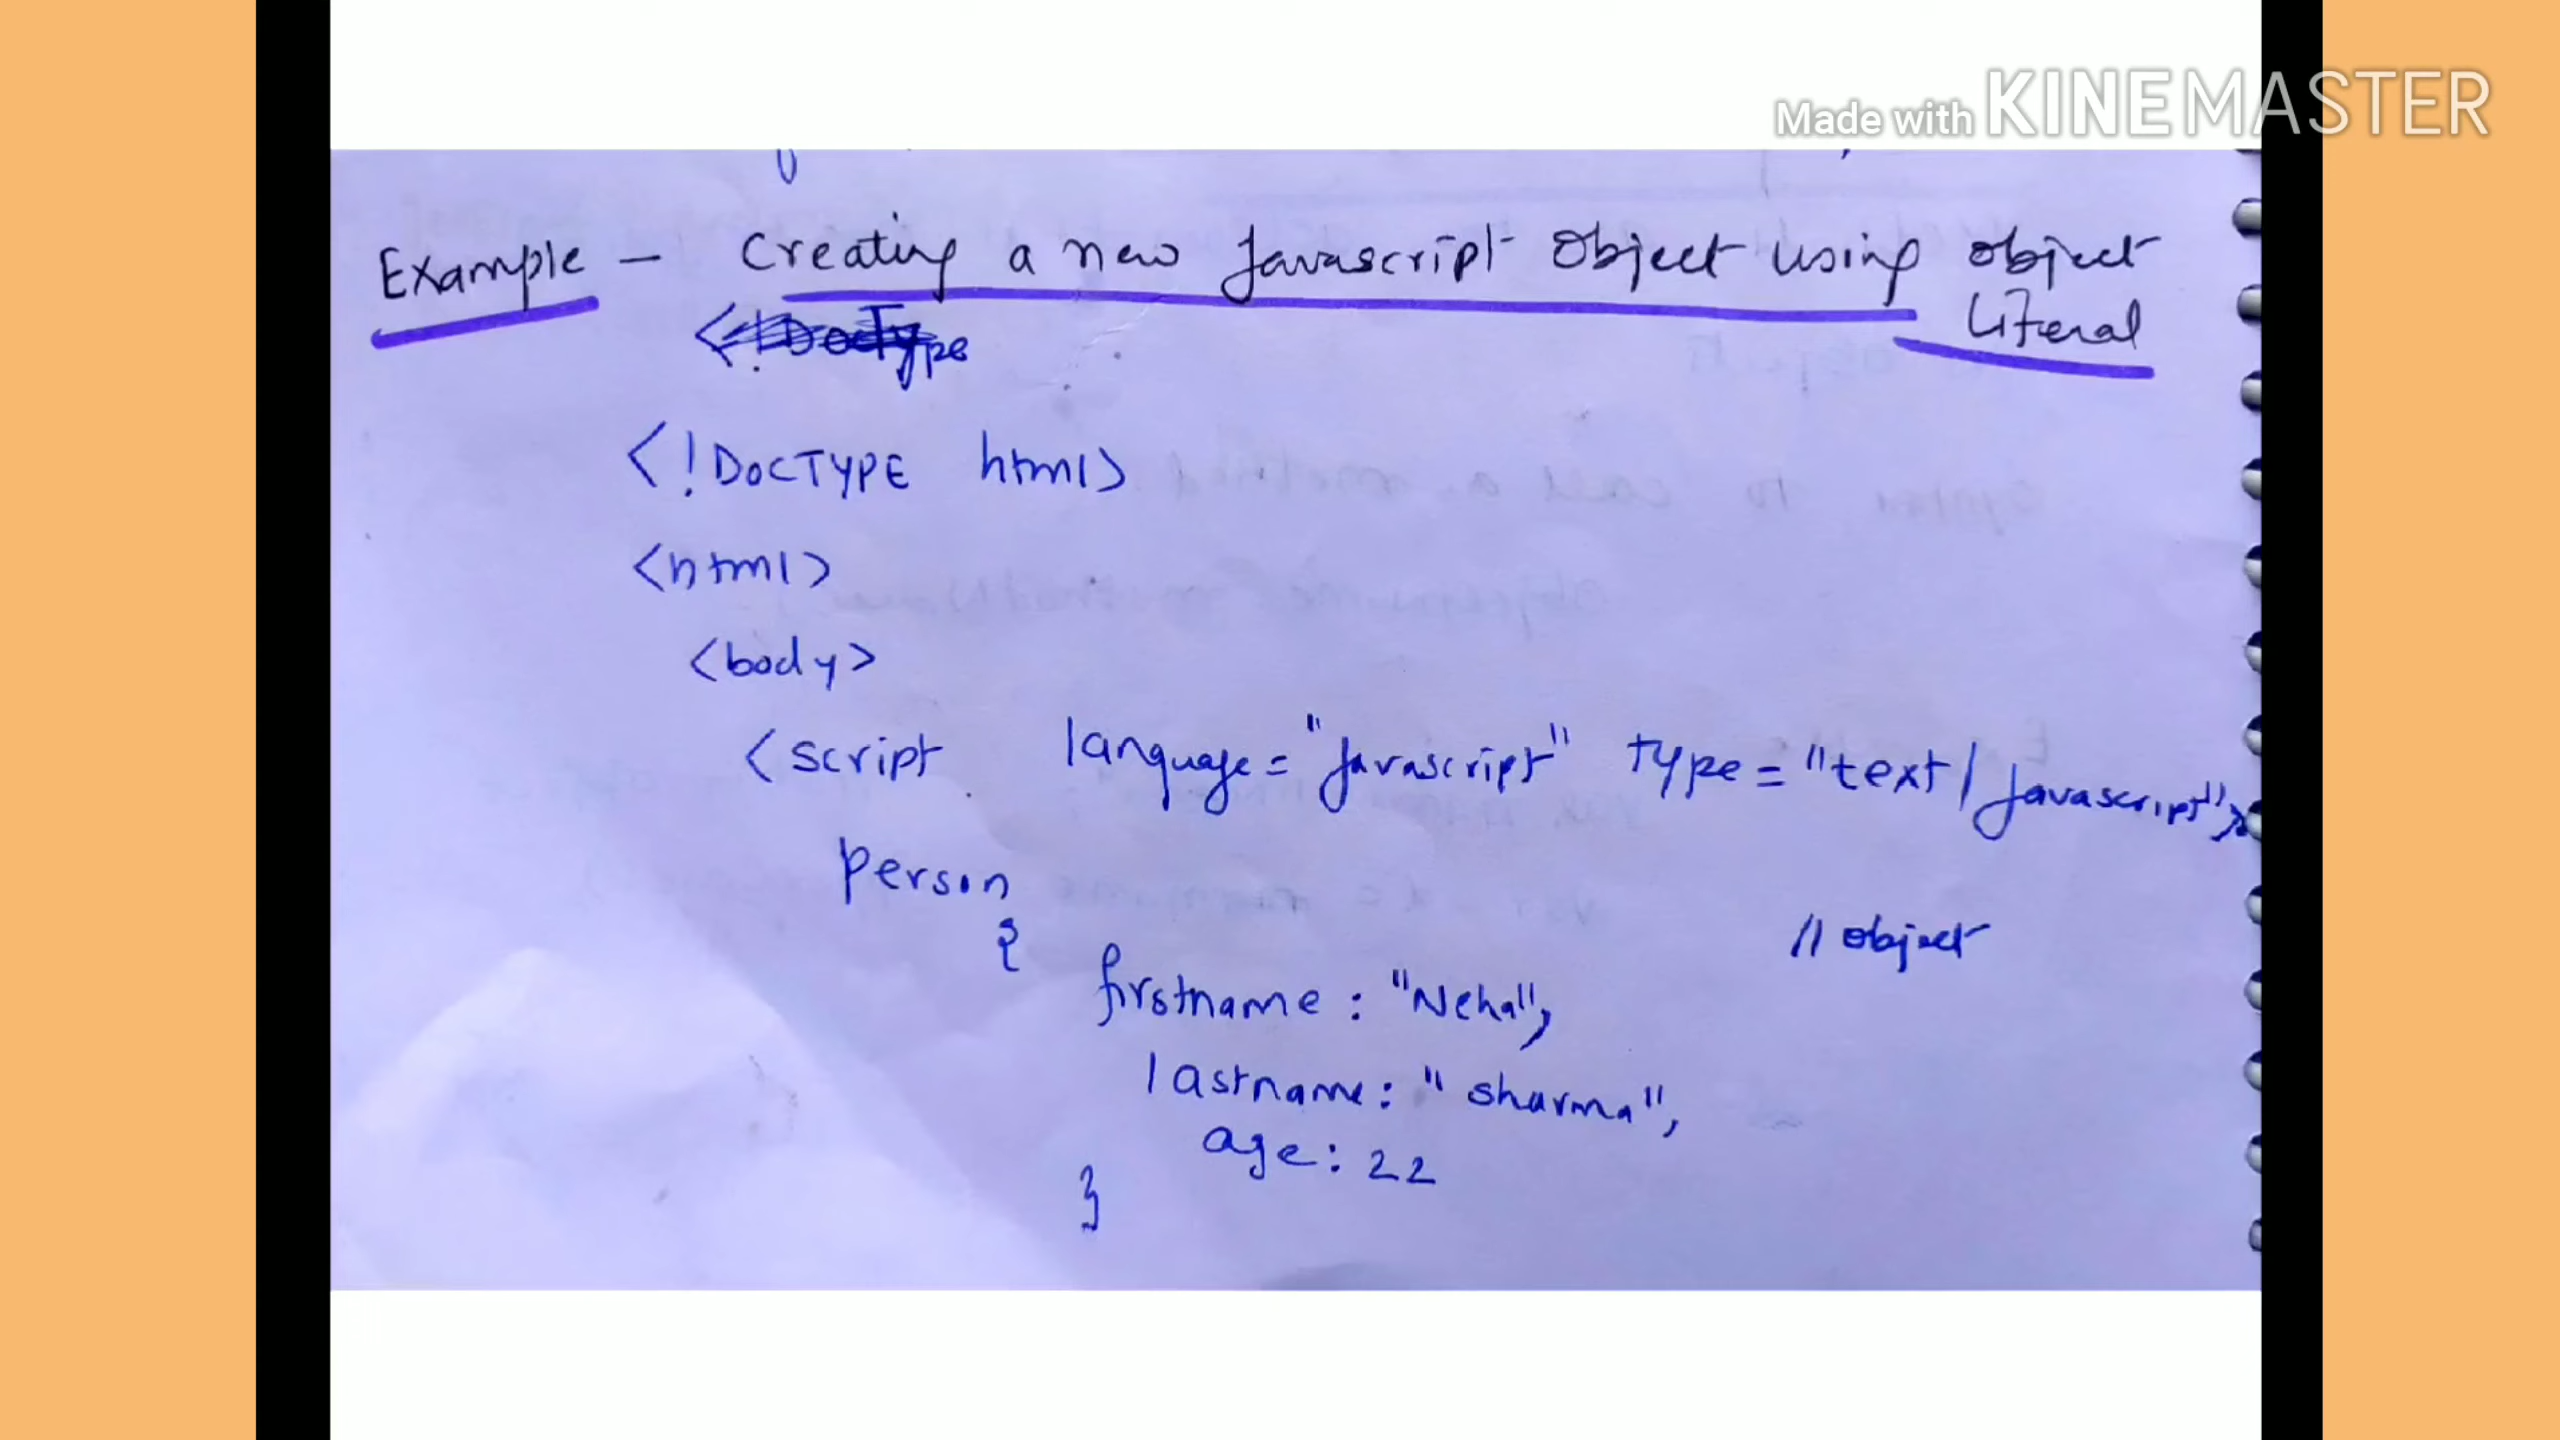 Made with KINEMASTER
Example - Creating a new Javascript Object using object
Literal
<!DocType
<!DOCTYPE html>
<html>
<body>
<script language="javascript" type="text/javascript">
person
{ //object
firstname : "Neha",
lastname: "sharma",
age: 22
}